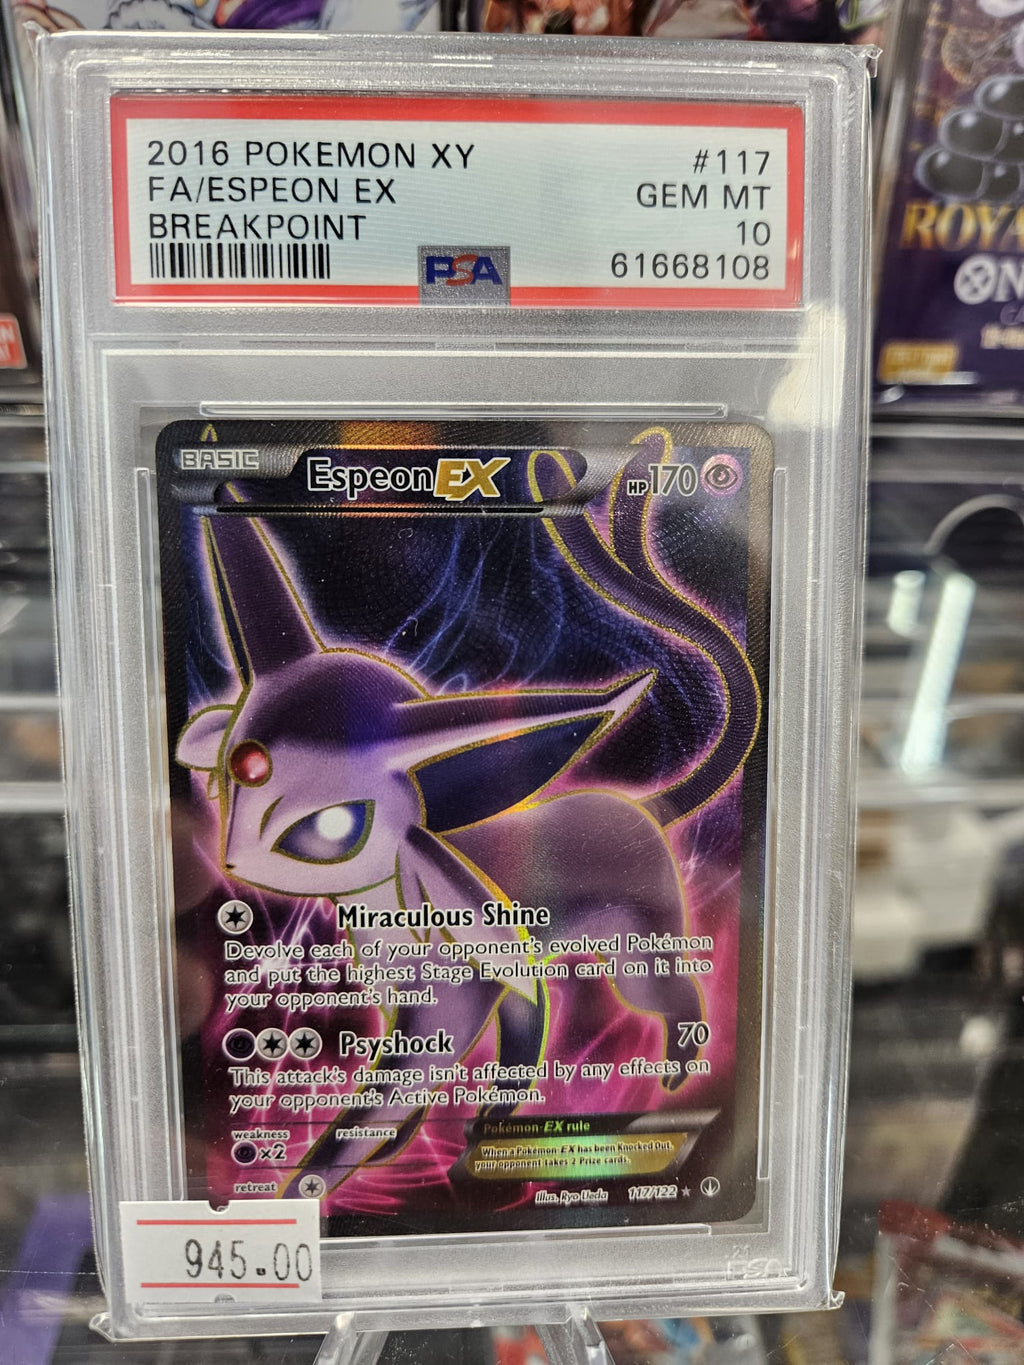 2016 POKEMON XY
FA/ESPEON EX
BREAKPOINT
#117
GEM MT
10
61668108
PSA
BASIC
Espeon EX
HP170
Miraculous Shine
Devolve each of your opponent's evolved Pokémon
and put the highest Stage Evolution card on it into
your opponent's hand.
Psyshock 70
This attack's damage isn't affected by any effects on
your opponent's Active Pokémon.
weakness
×2
resistance
retreat
Pokémon-EX rule
When a Pokémon-EX has been Knocked Out,
your opponent takes 2 Prize cards.
Illus. Ryo Ueda
117/122
945.00
PSA
ROYA